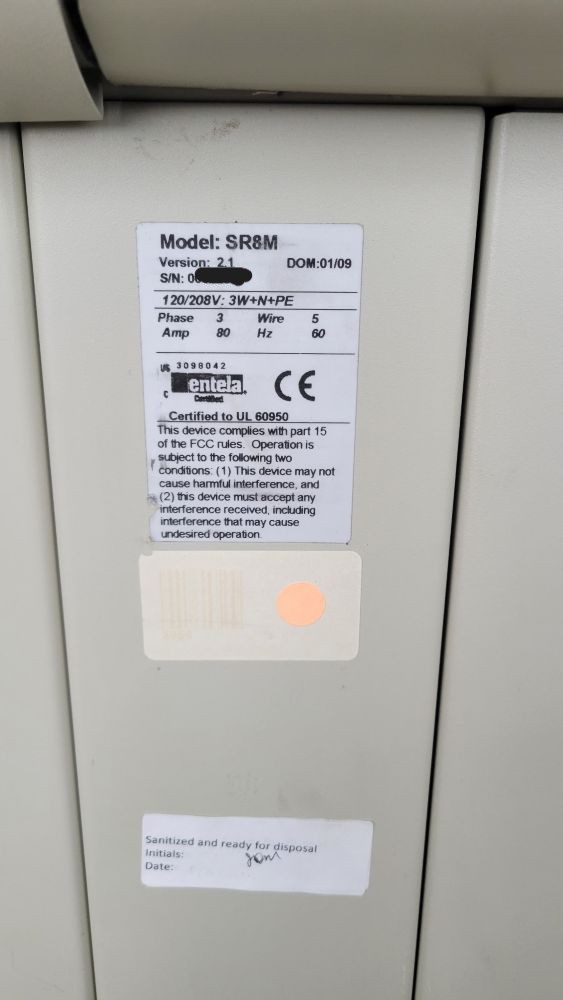 Model: SR8M
Version: 2.1 DOM:01/09
S/N: 0
120/208V: 3W+N+PE
Phase 3 Wire 5
Amp 80 Hz 60
US 3098042
C entela
Certified
CE
Certified to UL 60950
This device complies with part 15
of the FCC rules. Operation is
subject to the following two
conditions: (1) This device may not
cause harmful interference, and
(2) this device must accept any
interference received, including
interference that may cause
undesired operation.
Sanitized and ready for disposal
Initials:
Date: